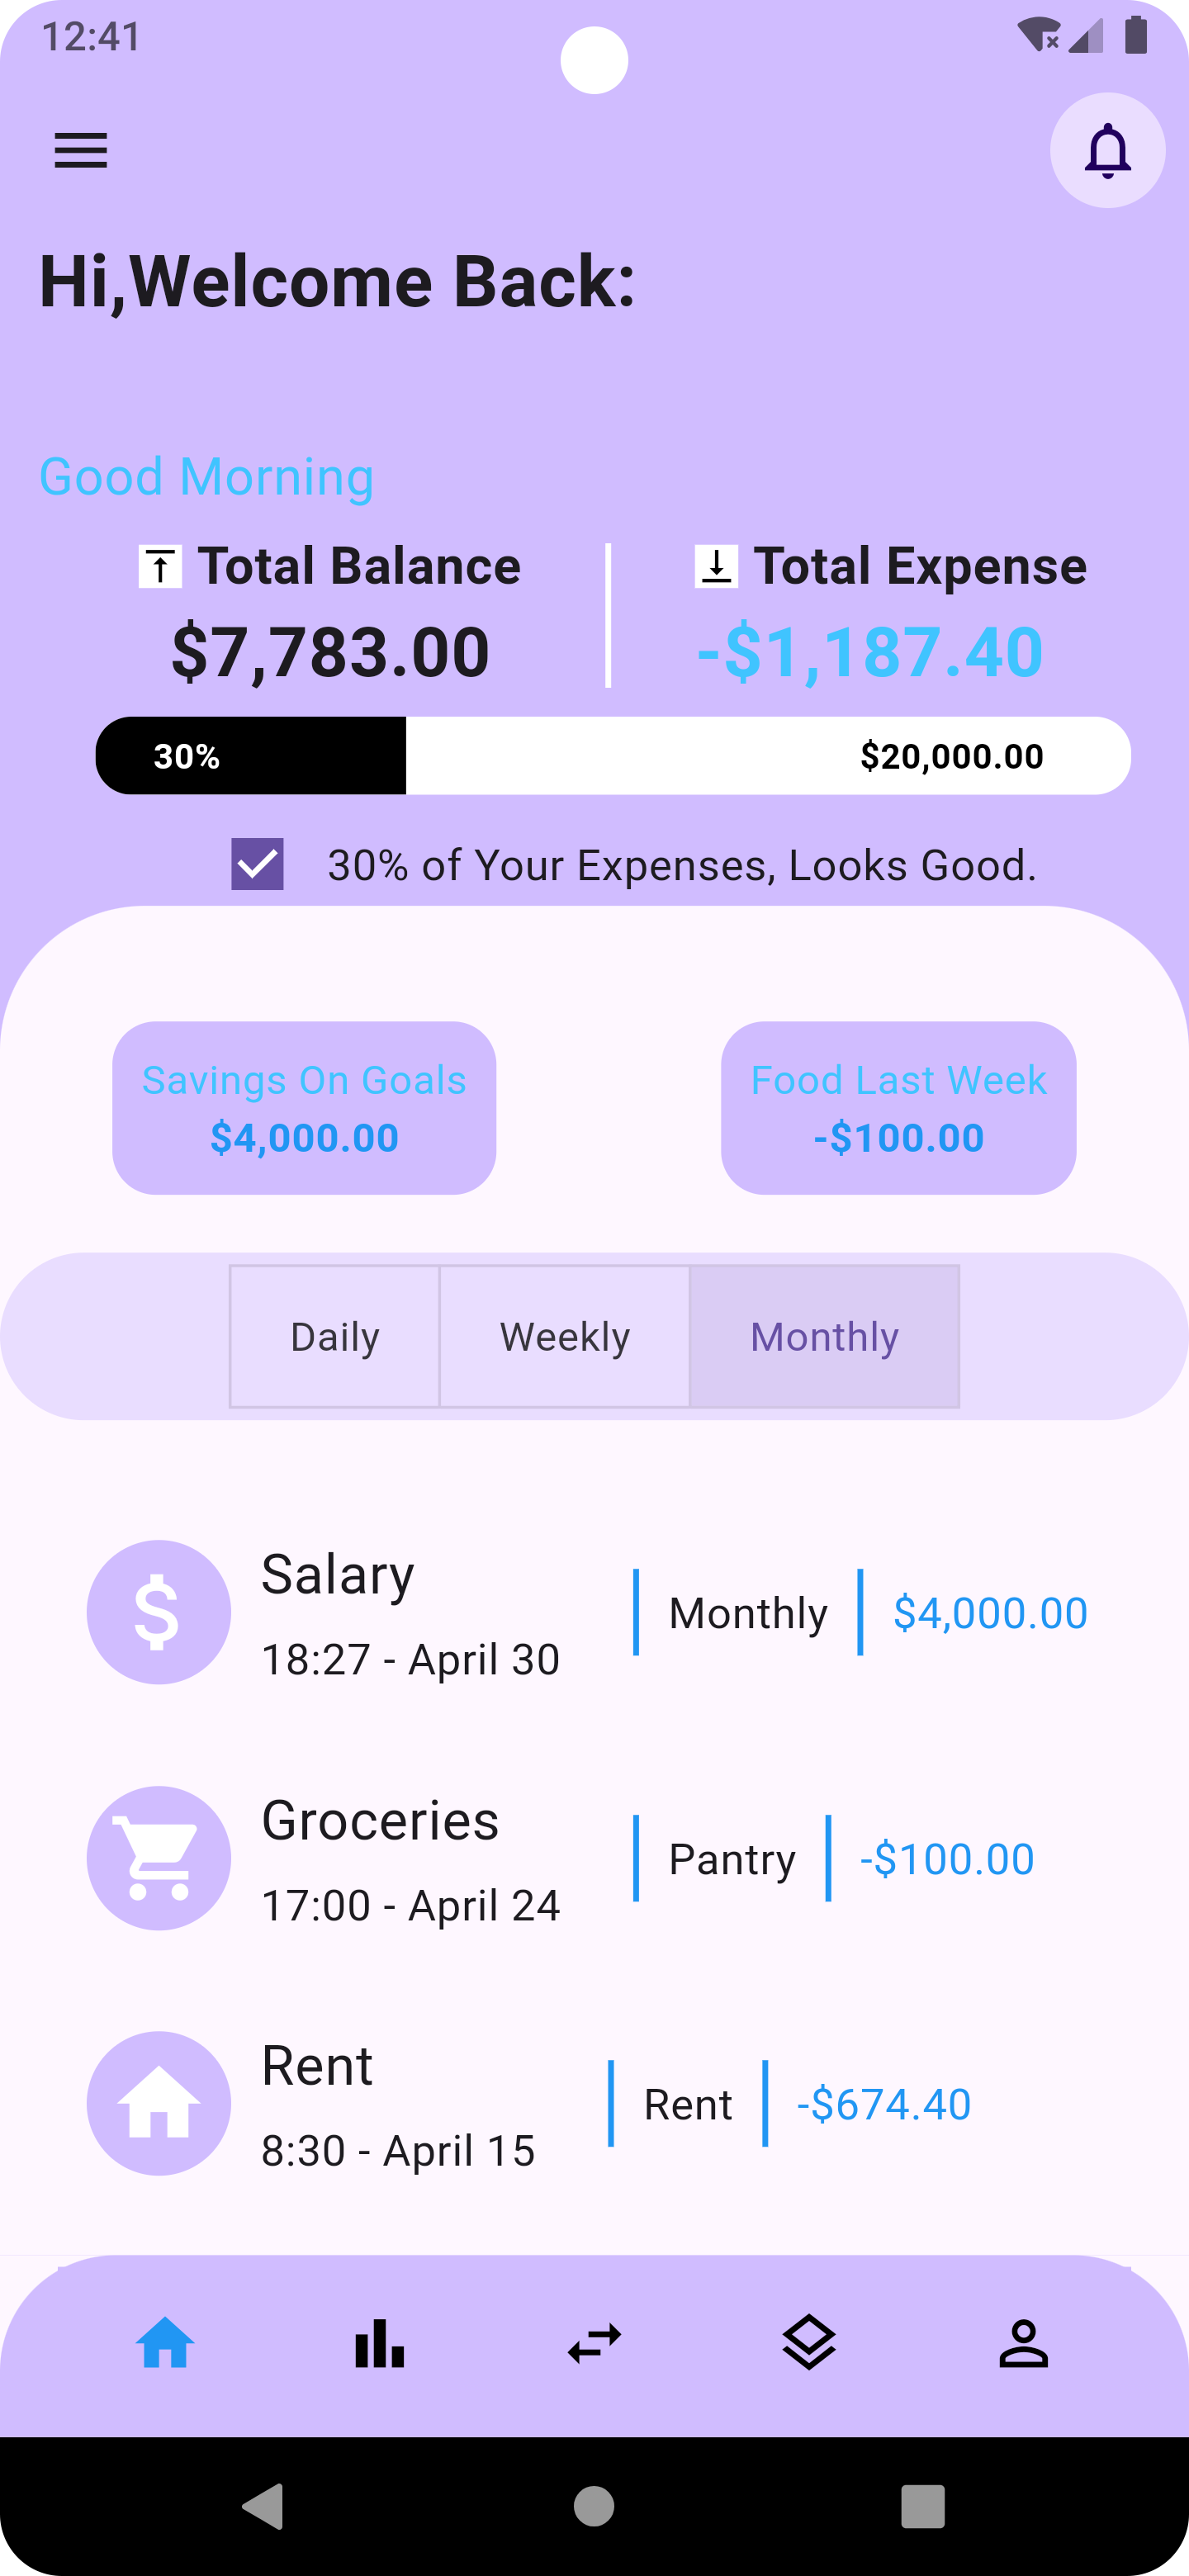 12:41
Hi,Welcome Back:
Good Morning
Total Balance
Total Expense
$7,783.00
-$1,187.40
30%
$20,000.00
30% of Your Expenses, Looks Good.
Savings On Goals
$4,000.00
Food Last Week
-$100.00
Daily
Weekly
Monthly
Salary
18:27 - April 30
Monthly
$4,000.00
Groceries
17:00 - April 24
Pantry
-$100.00
Rent
8:30 - April 15
Rent
-$674.40